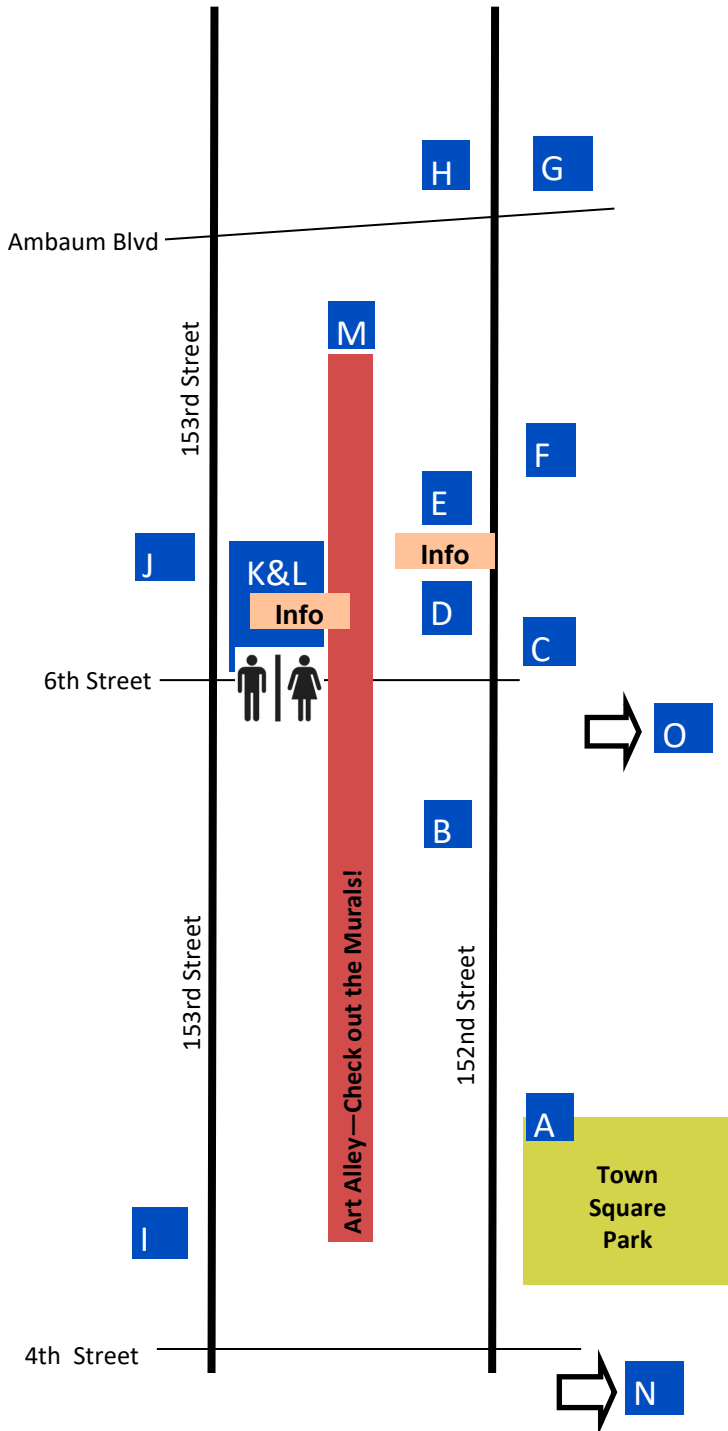 H
G
Ambaum Blvd
M
153rd Street
F
E
Info
J
K&L
D
Info
C
6th Street
O
B
Art Alley—Check out the Murals!
153rd Street
152nd Street
A
Town
Square
Park
I
4th Street
N